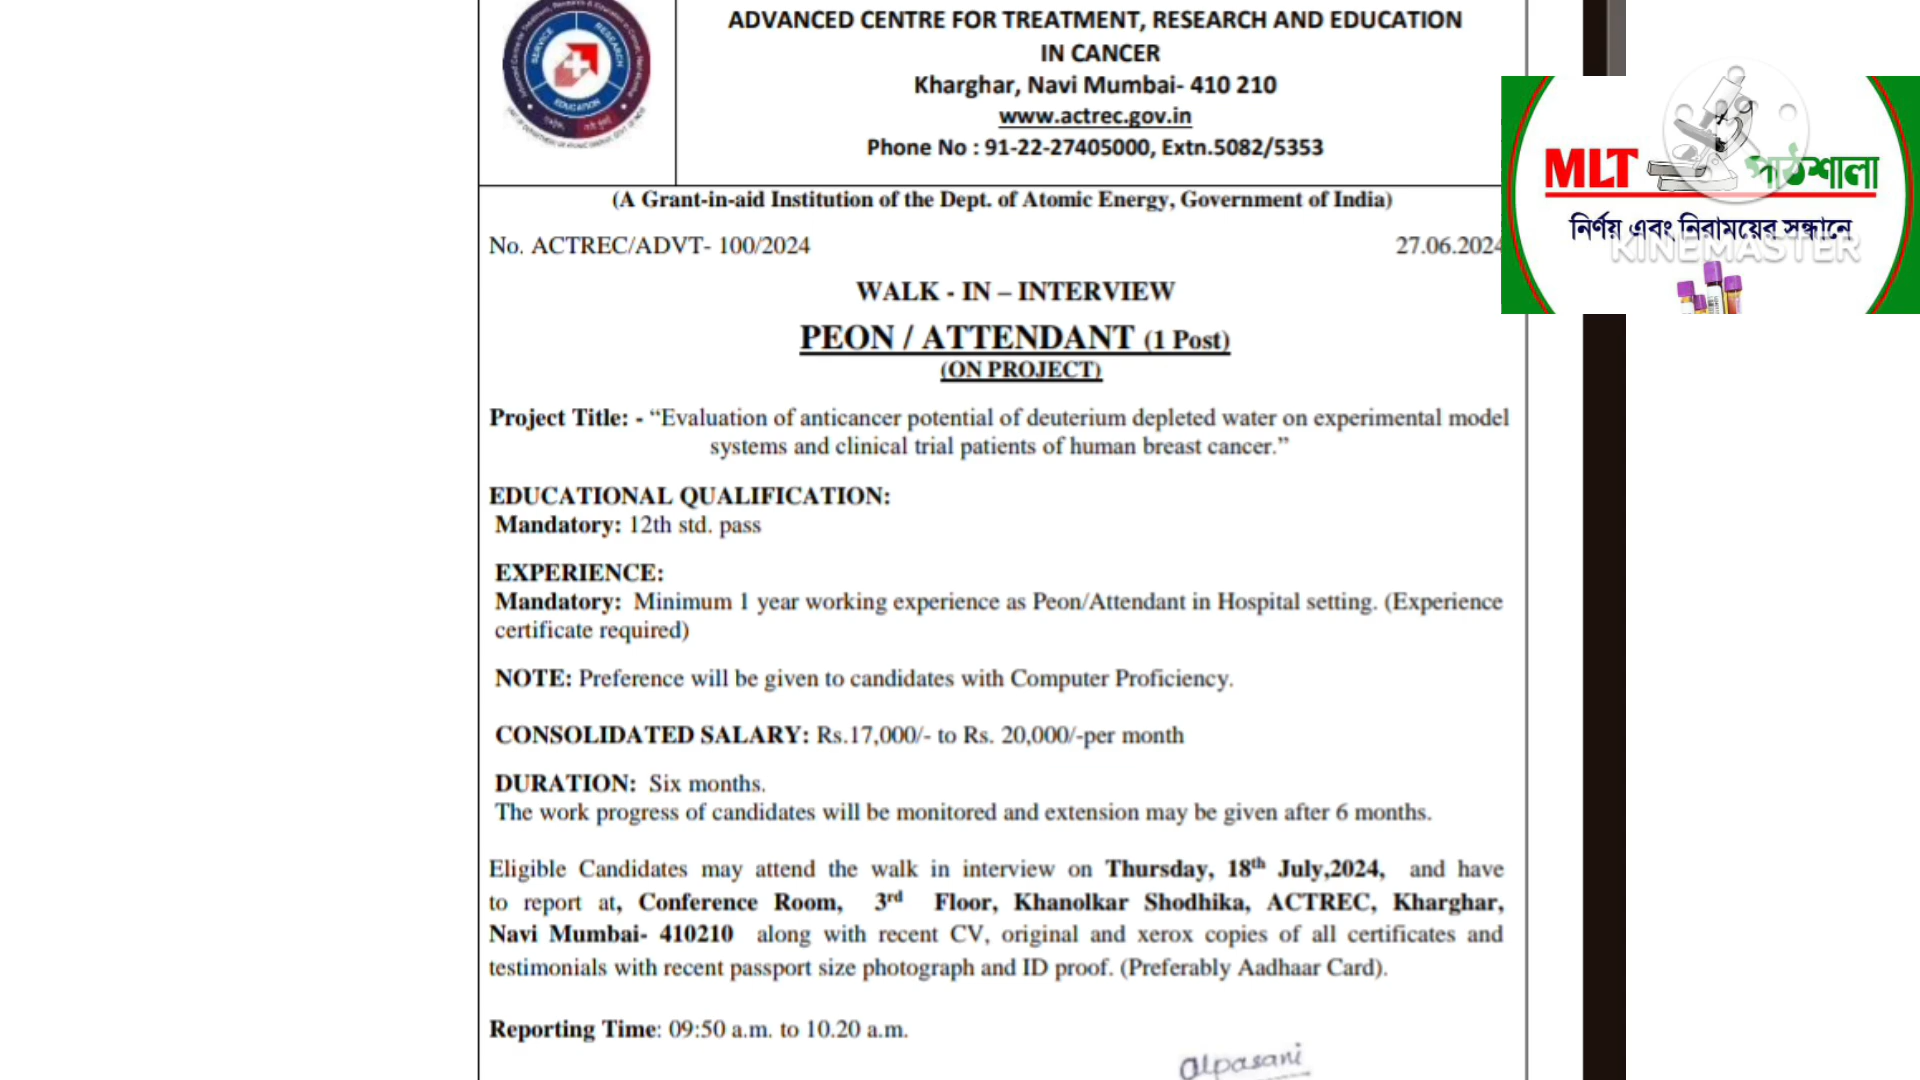 ADVANCED CENTRE FOR TREATMENT, RESEARCH AND EDUCATION
IN CANCER
Kharghar, Navi Mumbai- 410 210
www.actrec.gov.in
Phone No : 91-22-27405000, Extn.5082/5353
SERVICE
RESEARCH
EDUCATION
(A Grant-in-aid Institution of the Dept. of Atomic Energy, Government of India)
No. ACTREC/ADVT- 100/2024 27.06.2024
MLT পাঠশালা
নির্ণয় এবং নিরাময়ের সন্ধানে
KINEMASTER
WALK - IN – INTERVIEW
PEON / ATTENDANT (1 Post)
(ON PROJECT)
Project Title: - “Evaluation of anticancer potential of deuterium depleted water on experimental model
systems and clinical trial patients of human breast cancer.”
EDUCATIONAL QUALIFICATION:
Mandatory: 12th std. pass
EXPERIENCE:
Mandatory: Minimum 1 year working experience as Peon/Attendant in Hospital setting. (Experience
certificate required)
NOTE: Preference will be given to candidates with Computer Proficiency.
CONSOLIDATED SALARY: Rs.17,000/- to Rs. 20,000/-per month
DURATION: Six months.
The work progress of candidates will be monitored and extension may be given after 6 months.
Eligible Candidates may attend the walk in interview on Thursday, 18th July,2024, and have
to report at, Conference Room, 3rd Floor, Khanolkar Shodhika, ACTREC, Kharghar,
Navi Mumbai- 410210 along with recent CV, original and xerox copies of all certificates and
testimonials with recent passport size photograph and ID proof. (Preferably Aadhaar Card).
Reporting Time: 09:50 a.m. to 10.20 a.m.
alpasani